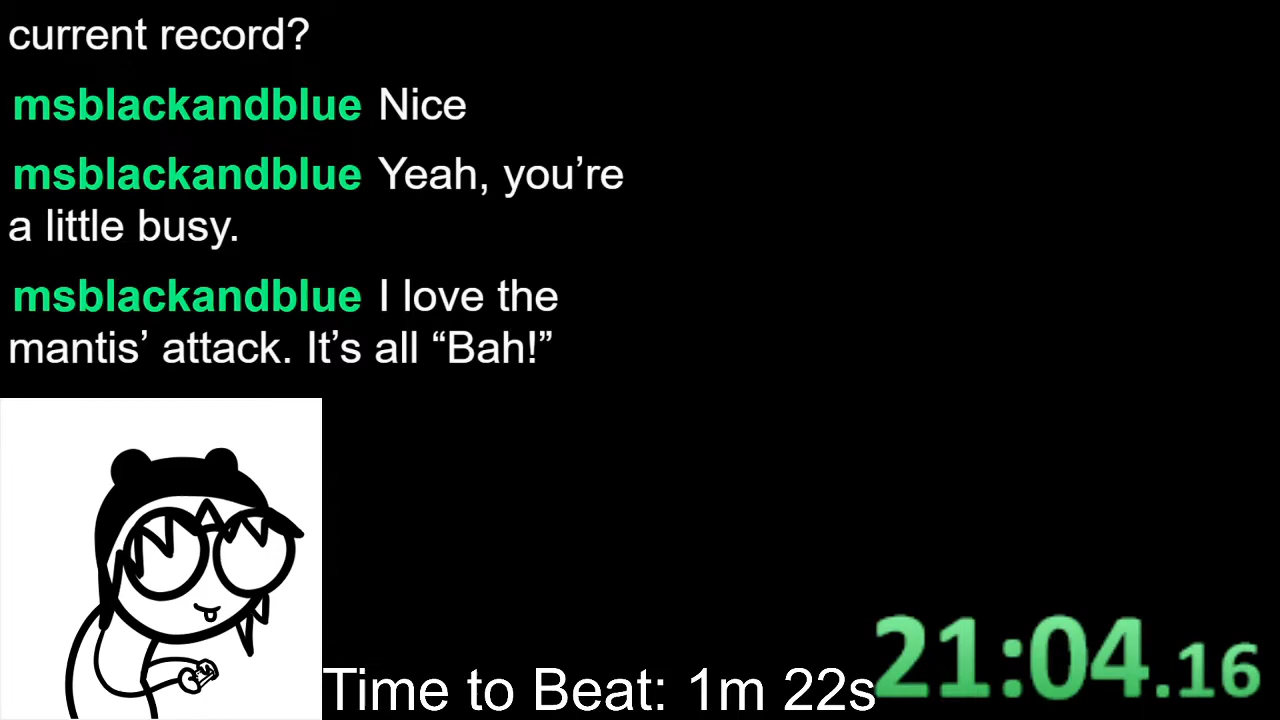 current record?
msblackandblue Nice
msblackandblue Yeah, you’re
a little busy.
msblackandblue I love the
mantis’ attack. It’s all “Bah!”
Time to Beat: 1m 22s
21:04.16